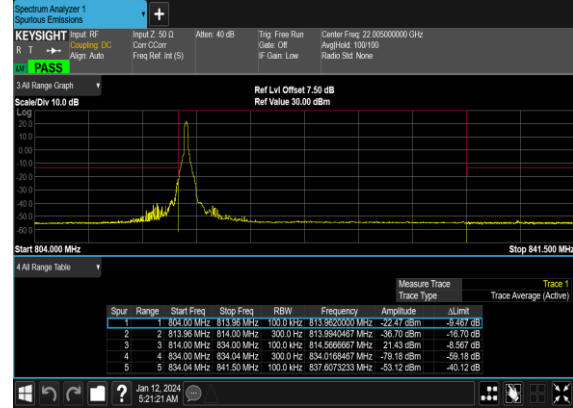 Spectrum Analyzer 1
Spurious Emissions
+
KEYSIGHT Input: RF Input Z: 50 Ω Atten: 40 dB Trig: Free Run Center Freq: 22.005000000 GHz
R T Coupling: DC Corr CCorr Gate: Off Avg|Hold: 100/100
Align: Auto Freq Ref: Int (S) IF Gain: Low Radio Std: None
PASS
3 All Range Graph
Ref Lvl Offset 7.50 dB
Scale/Div 10.0 dB Ref Value 30.00 dBm
Log
20.0
10.0
0.00
-10.0
-20.0
-30.0
-40.0
-50.0
-60.0
Start 804.000 MHz Stop 841.500 MHz
4 All Range Table
Measure Trace Trace 1
Trace Type Trace Average (Active)
Spur Range Start Freq Stop Freq RBW Frequency Amplitude ΔLimit
1 1 804.00 MHz 813.96 MHz 100.0 kHz 813.9620000 MHz -22.47 dBm -9.467 dB
2 2 813.96 MHz 814.00 MHz 300.0 Hz 813.9940467 MHz -36.70 dBm -16.70 dB
3 3 814.00 MHz 834.00 MHz 100.0 kHz 814.5666667 MHz 21.43 dBm -8.567 dB
4 4 834.00 MHz 834.04 MHz 300.0 Hz 834.0168467 MHz -79.18 dBm -59.18 dB
5 5 834.04 MHz 841.50 MHz 100.0 kHz 837.6073233 MHz -53.12 dBm -40.12 dB
? Jan 12, 2024
5:21:21 AM